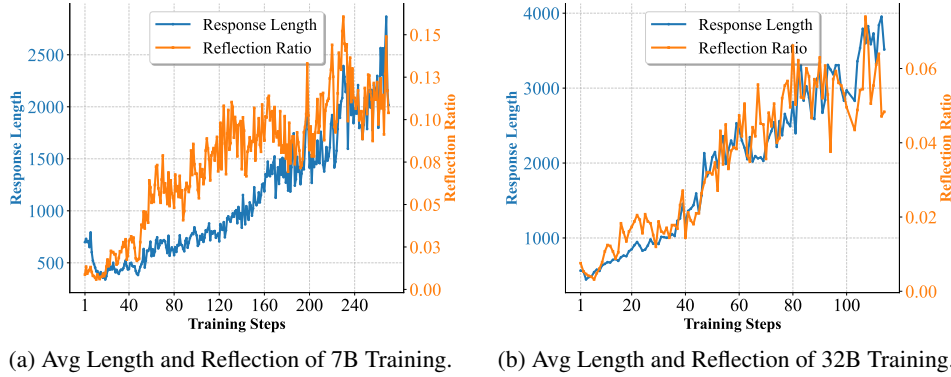 Response Length
Reflection Ratio
2500
2000
1500
1000
500
0.15
0.13
0.10
0.08
0.05
0.03
0.00
1
40
80
120
160
200
240
Response Length
Reflection Ratio
Training Steps
(a) Avg Length and Reflection of 7B Training.
Response Length
Reflection Ratio
4000
3000
2000
1000
0.06
0.04
0.02
0.00
1
20
40
60
80
100
Response Length
Reflection Ratio
Training Steps
(b) Avg Length and Reflection of 32B Training